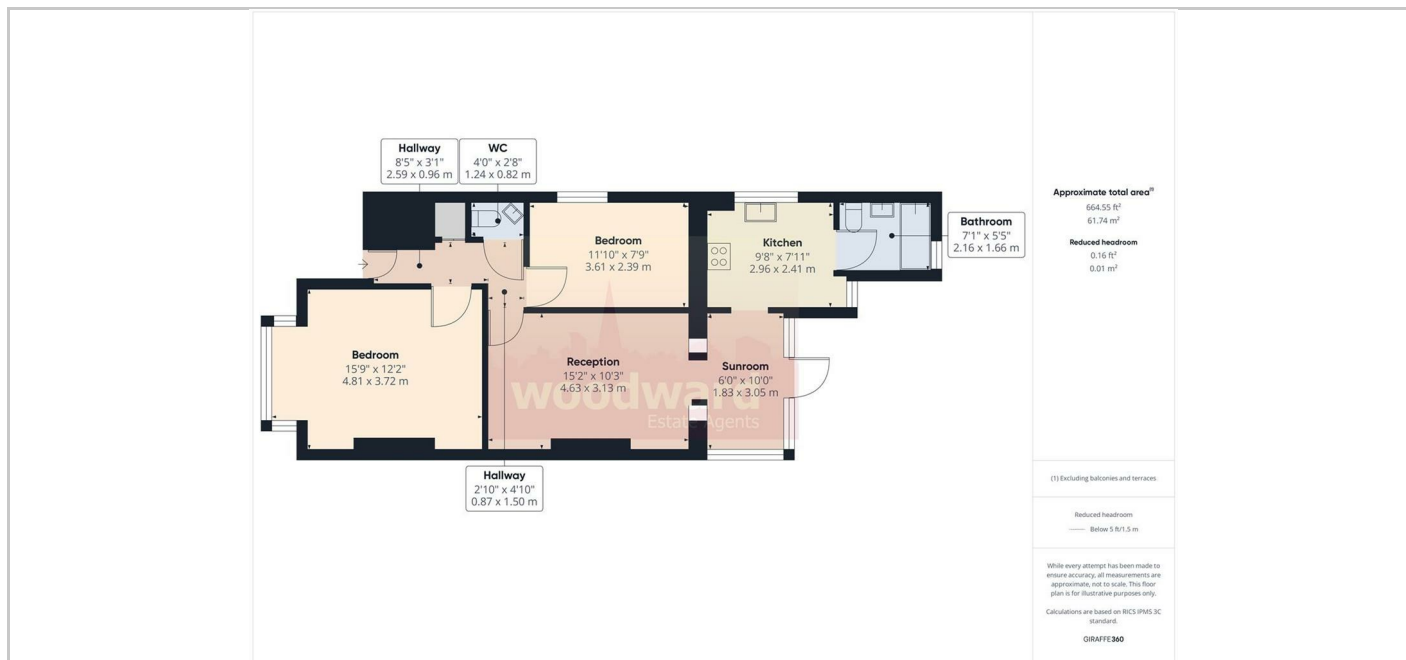 Hallway
8'5" x 3'1"
2.59 x 0.96 m
WC
4'0" x 2'8"
1.24 x 0.82 m
Bedroom
11'10" x 7'9"
3.61 x 2.39 m
Kitchen
9'8" x 7'11"
2.96 x 2.41 m
Bathroom
7'1" x 5'5"
2.16 x 1.66 m
Bedroom
15'9" x 12'2"
4.81 x 3.72 m
Reception
15'2" x 10'3"
4.63 x 3.13 m
Sunroom
6'0" x 10'0"
1.83 x 3.05 m
woodward
Estate Agents
Hallway
2'10" x 4'10"
0.87 x 1.50 m
Approximate total area(1)
664.55 ft²
61.74 m²
Reduced headroom
0.16 ft²
0.01 m²
(1) Excluding balconies and terraces
Reduced headroom
Below 5 ft/1.5 m
While every attempt has been made to
ensure accuracy, all measurements are
approximate, not to scale. This floor
plan is for illustrative purposes only.
Calculations are based on RICS IPMS 3C
standard.
GIRAFFE360